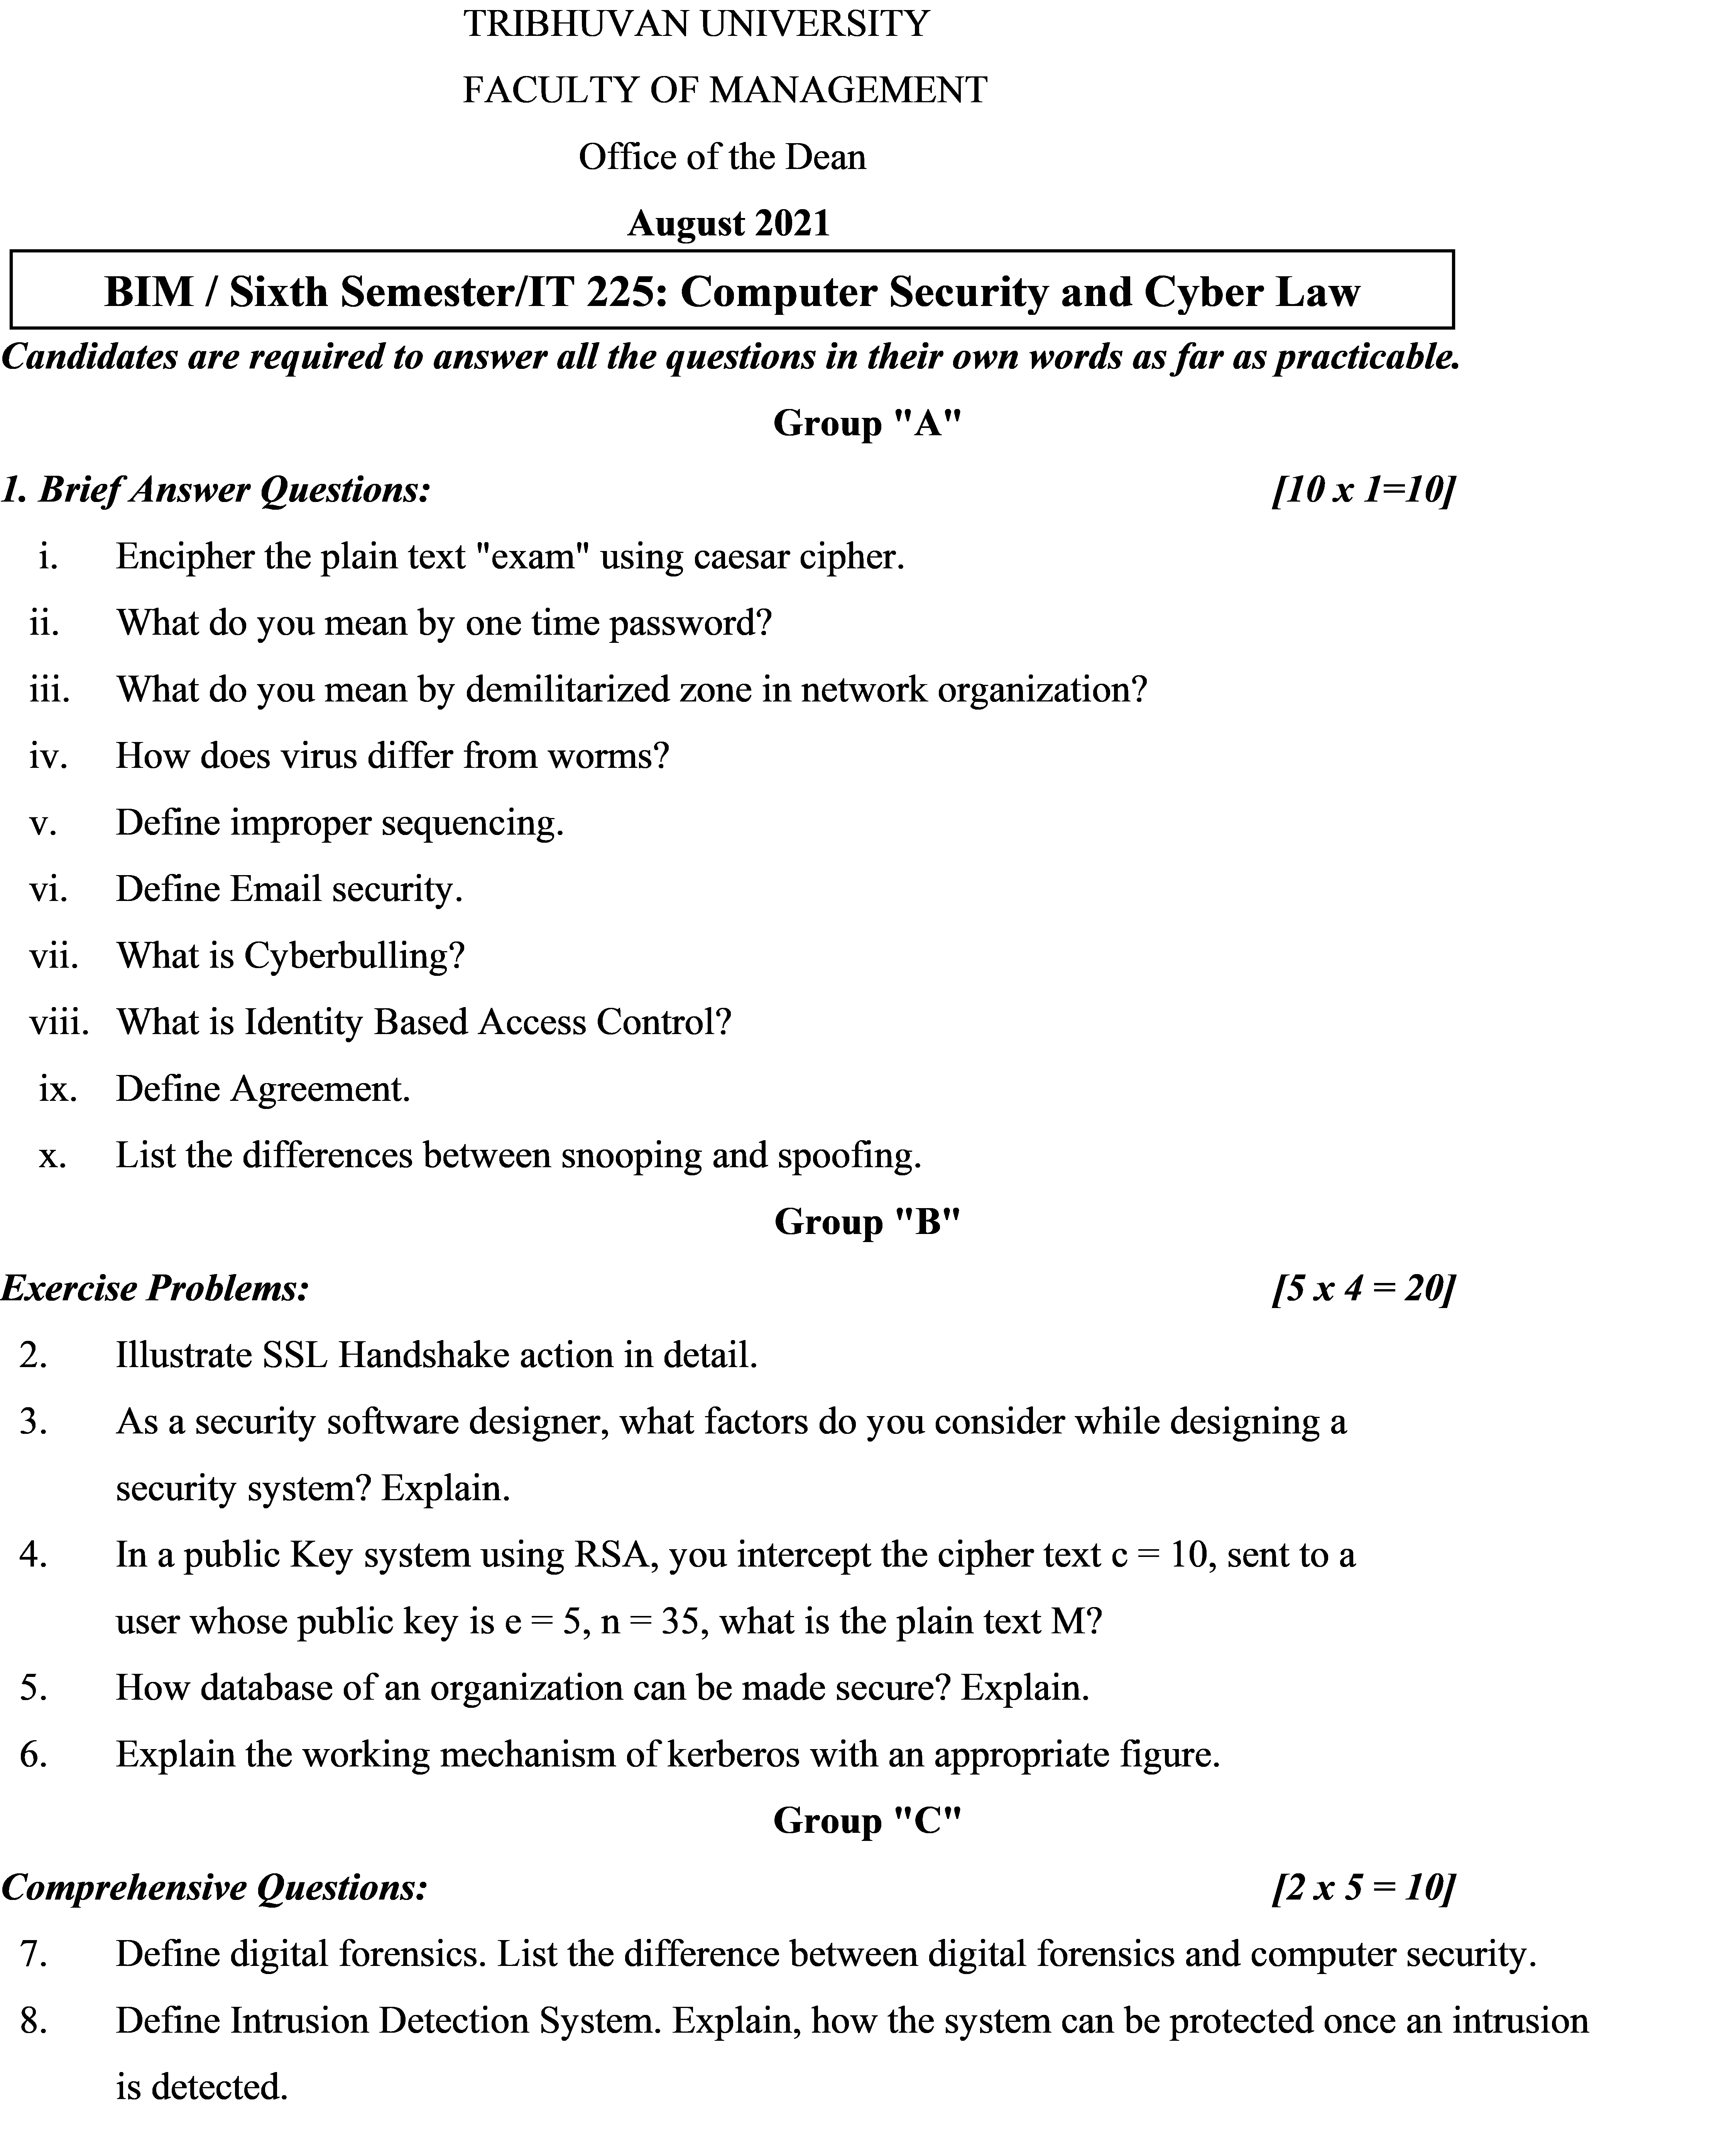 TRIBHUVAN UNIVERSITY
FACULTY OF MANAGEMENT
Office of the Dean
August 2021
BIM / Sixth Semester/IT 225: Computer Security and Cyber Law
Candidates are required to answer all the questions in their own words as far as practicable.
Group "A"
1. Brief Answer Questions: [10 x 1=10]
i. Encipher the plain text "exam" using caesar cipher.
ii. What do you mean by one time password?
iii. What do you mean by demilitarized zone in network organization?
iv. How does virus differ from worms?
v. Define improper sequencing.
vi. Define Email security.
vii. What is Cyberbulling?
viii. What is Identity Based Access Control?
ix. Define Agreement.
x. List the differences between snooping and spoofing.
Group "B"
Exercise Problems: [5 x 4 = 20]
2. Illustrate SSL Handshake action in detail.
3. As a security software designer, what factors do you consider while designing a
security system? Explain.
4. In a public Key system using RSA, you intercept the cipher text c = 10, sent to a
user whose public key is e = 5, n = 35, what is the plain text M?
5. How database of an organization can be made secure? Explain.
6. Explain the working mechanism of kerberos with an appropriate figure.
Group "C"
Comprehensive Questions: [2 x 5 = 10]
7. Define digital forensics. List the difference between digital forensics and computer security.
8. Define Intrusion Detection System. Explain, how the system can be protected once an intrusion
is detected.